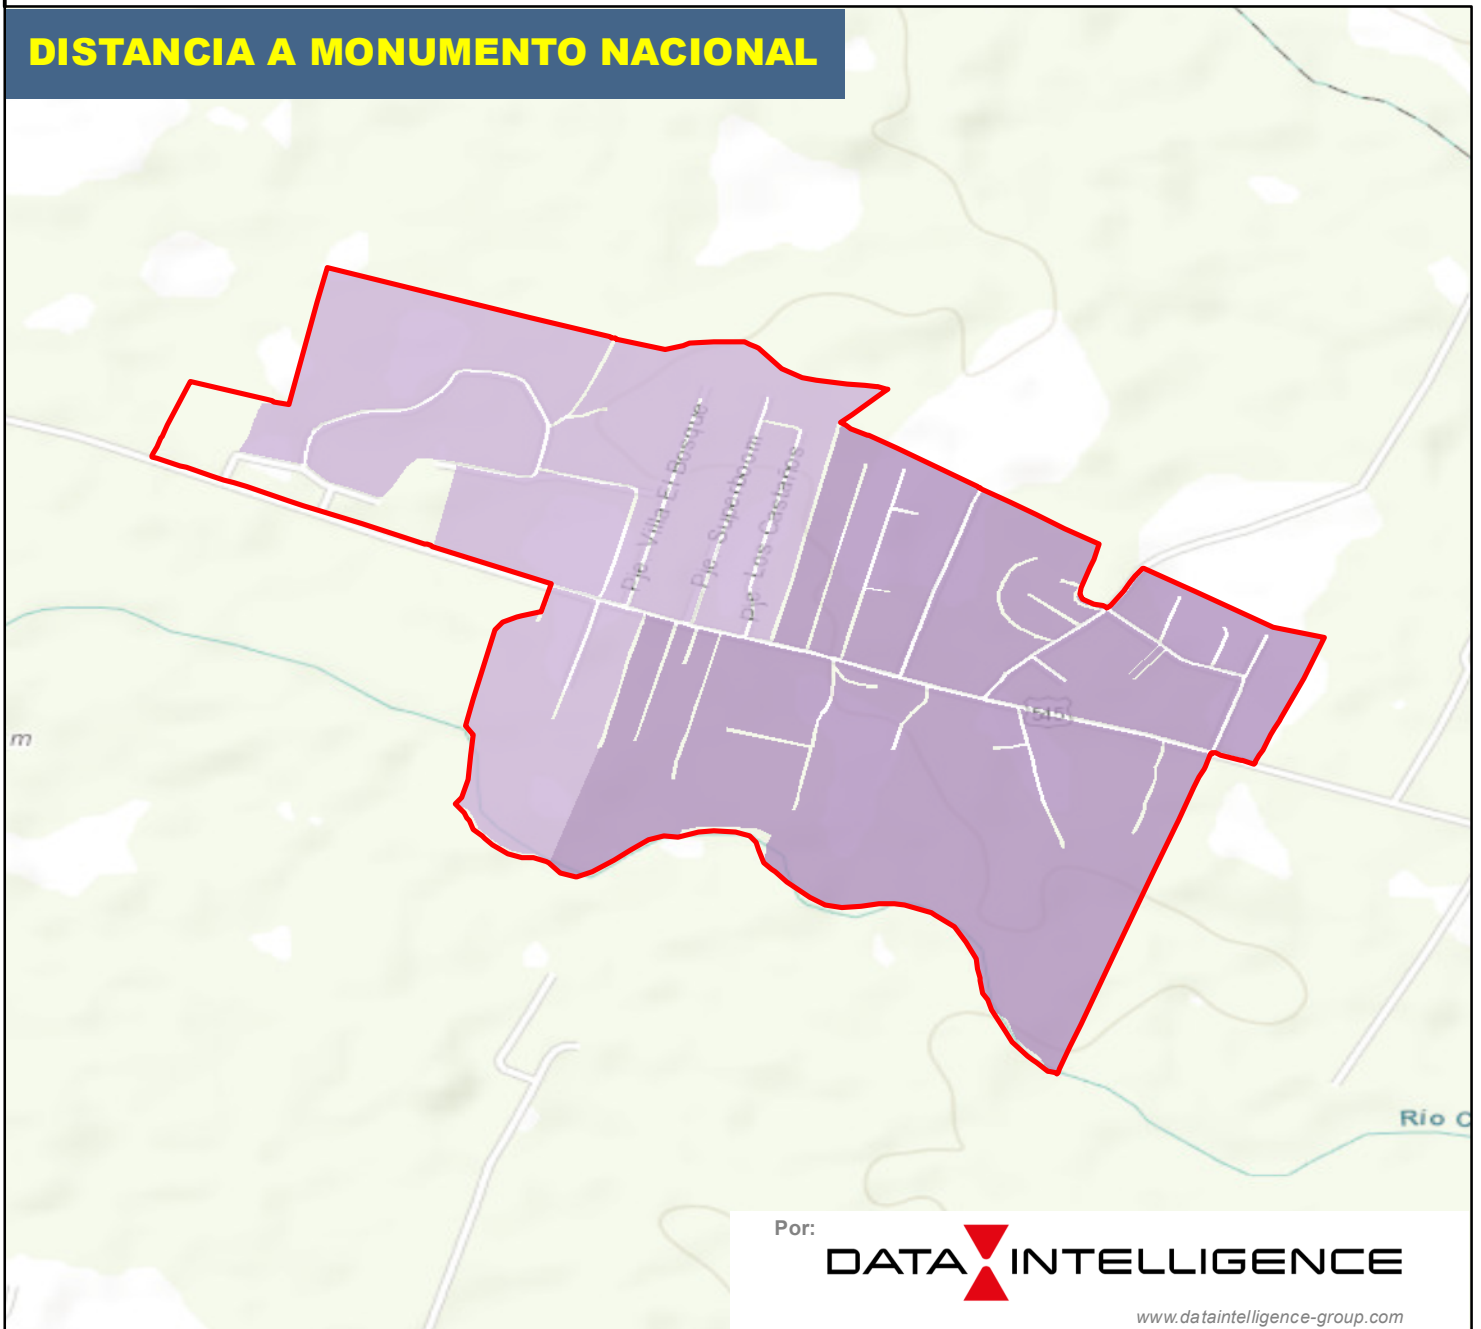 DISTANCIA A MONUMENTO NACIONAL
Pje Villa El Bosque
Pje Superboom
Pje Los Castaños
m
Río C
Por:
DATA INTELLIGENCE
www.dataintelligence-group.com